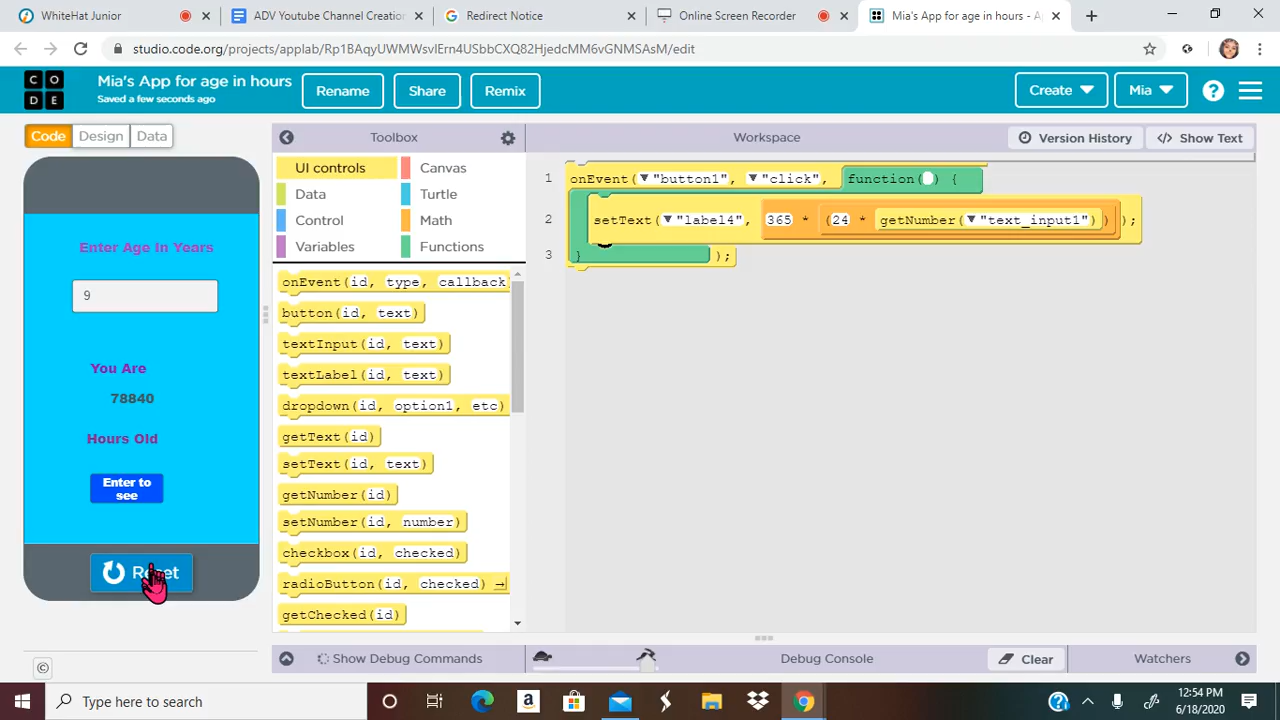 WhiteHat Junior
ADV Youtube Channel Creation
Redirect Notice
Online Screen Recorder
Mia's App for age in hours - Ap
studio.code.org/projects/applab/Rp1BAqyUWMWsvlErn4USbbCXQ82HjedcMM6vGNMSAsM/edit
C O D E
Mia's App for age in hours
Saved a few seconds ago
Rename
Share
Remix
Create
Mia
?
Code
Design
Data
Toolbox
Workspace
Version History
</> Show Text
Enter Age In Years
9
You Are
78840
Hours Old
Enter to
see
Reset
UI controls
Canvas
Data
Turtle
Control
Math
Variables
Functions
onEvent(id, type, callback)
button(id, text)
textInput(id, text)
textLabel(id, text)
dropdown(id, option1, etc)
getText(id)
setText(id, text)
getNumber(id)
setNumber(id, number)
checkbox(id, checked)
radioButton(id, checked)
getChecked(id)
1 onEvent( "button1", "click", function( ) {
2 setText( "label4", 365 * (24 * getNumber( "text_input1") ) );
3 } );
©
Show Debug Commands
Debug Console
Clear
Watchers
Type here to search
12:54 PM
6/18/2020